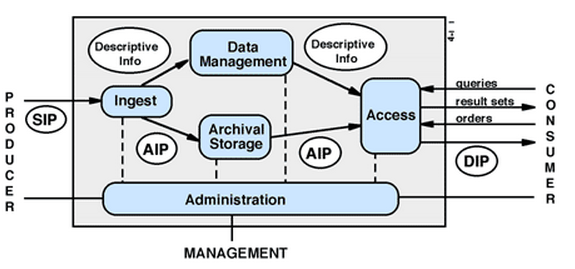 Descriptive
Info
Data
Management
Descriptive
Info
PRODUCER
SIP
Ingest
AIP
Archival
Storage
AIP
Access
queries
result sets
orders
DIP
CONSUMER
Administration
MANAGEMENT